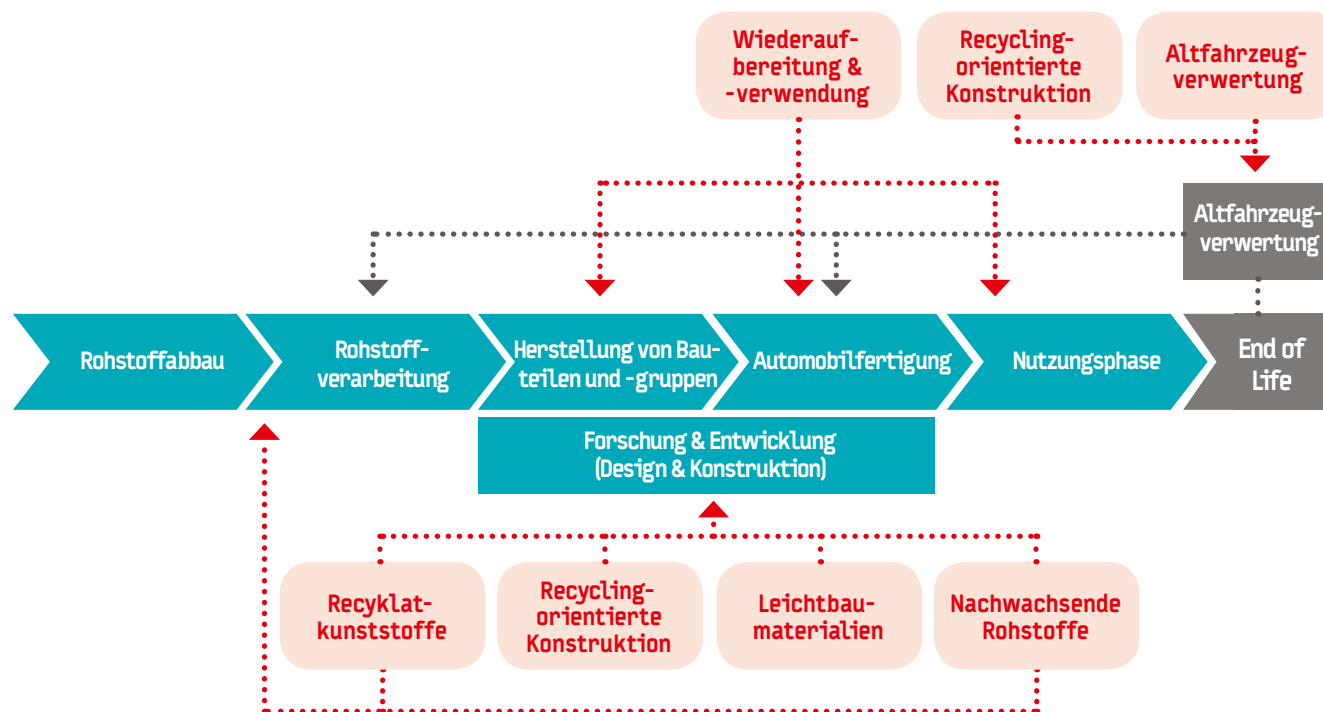 Wiederauf-
bereitung &
-verwendung
Recycling-
orientierte
Konstruktion
Altfahrzeug-
verwertung
Altfahrzeug-
verwertung
Rohstoffabbau
Rohstoff-
verarbeitung
Herstellung von Bau-
teilen und -gruppen
Automobilfertigung
Nutzungsphase
End of
Life
Forschung & Entwicklung
(Design & Konstruktion)
Recyklat-
kunststoffe
Recycling-
orientierte
Konstruktion
Leichtbau-
materialien
Nachwachsende
Rohstoffe